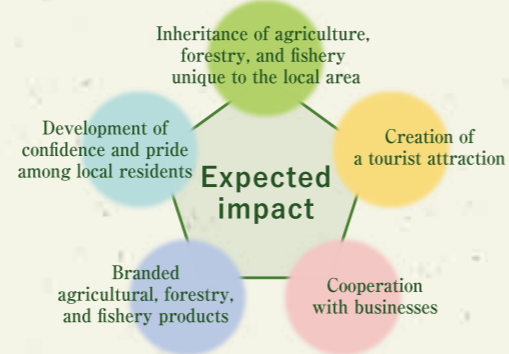 Inheritance of agriculture,
forestry, and fishery
unique to the local area
Development of
confidence and pride
among local residents
Creation of
a tourist attraction
Expected
impact
Branded
agricultural, forestry,
and fishery products
Cooperation
with businesses